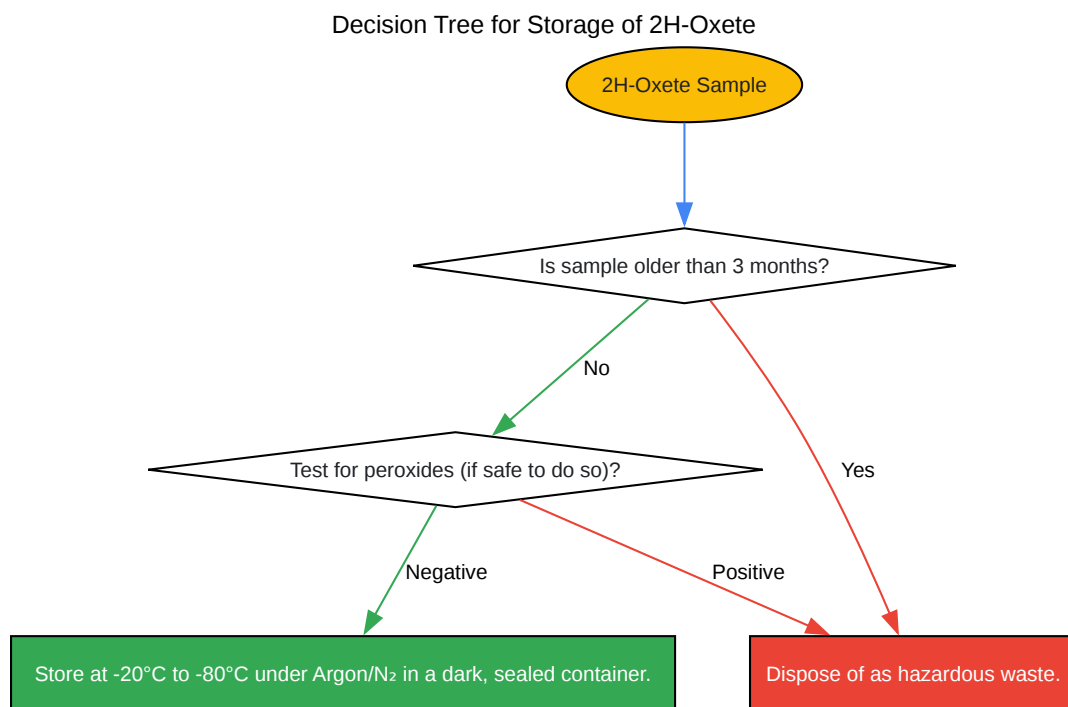 Decision Tree for Storage of 2H-Oxete
2H-Oxete Sample
Is sample older than 3 months?
No
Test for peroxides (if safe to do so)?
Yes
Negative
Positive
Store at -20°C to -80°C under Argon/N₂ in a dark, sealed container.
Dispose of as hazardous waste.